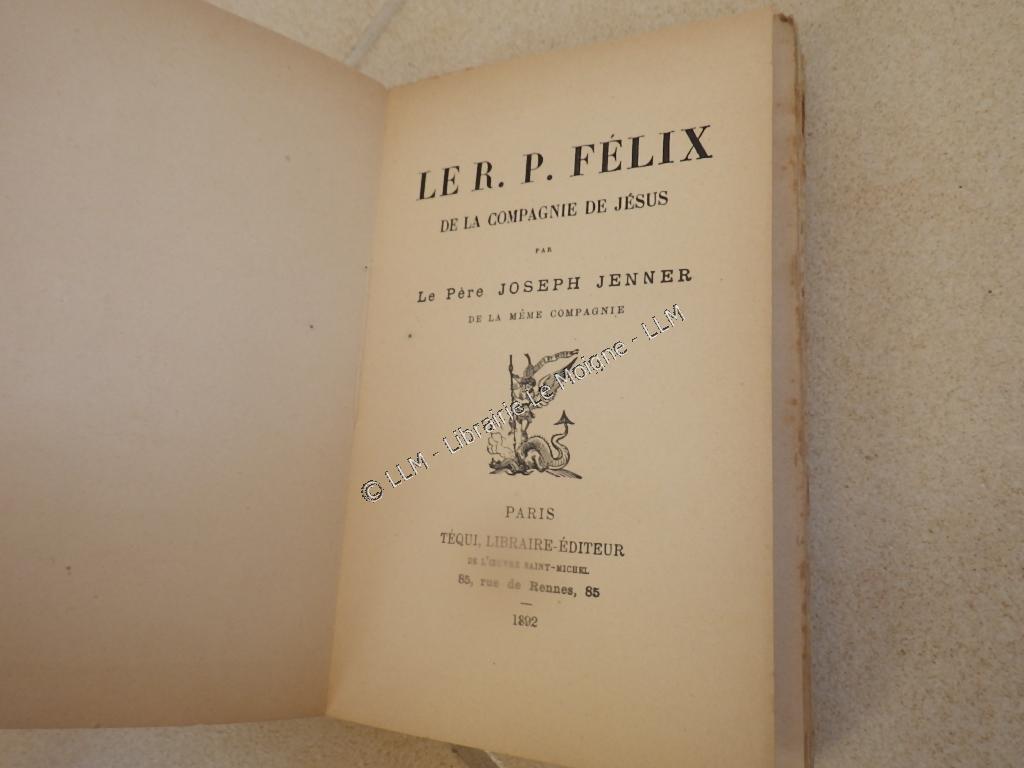 LE R. P. FÉLIX
DE LA COMPAGNIE DE JÉSUS
PAR
Le Père JOSEPH JENNER
DE LA MÊME COMPAGNIE
© LLM - Librairie Le Moigne - LLM
PARIS
TÉQUI, LIBRAIRE-ÉDITEUR
DE L'ŒUVRE SAINT-MICHEL
85, rue de Rennes, 85
1892